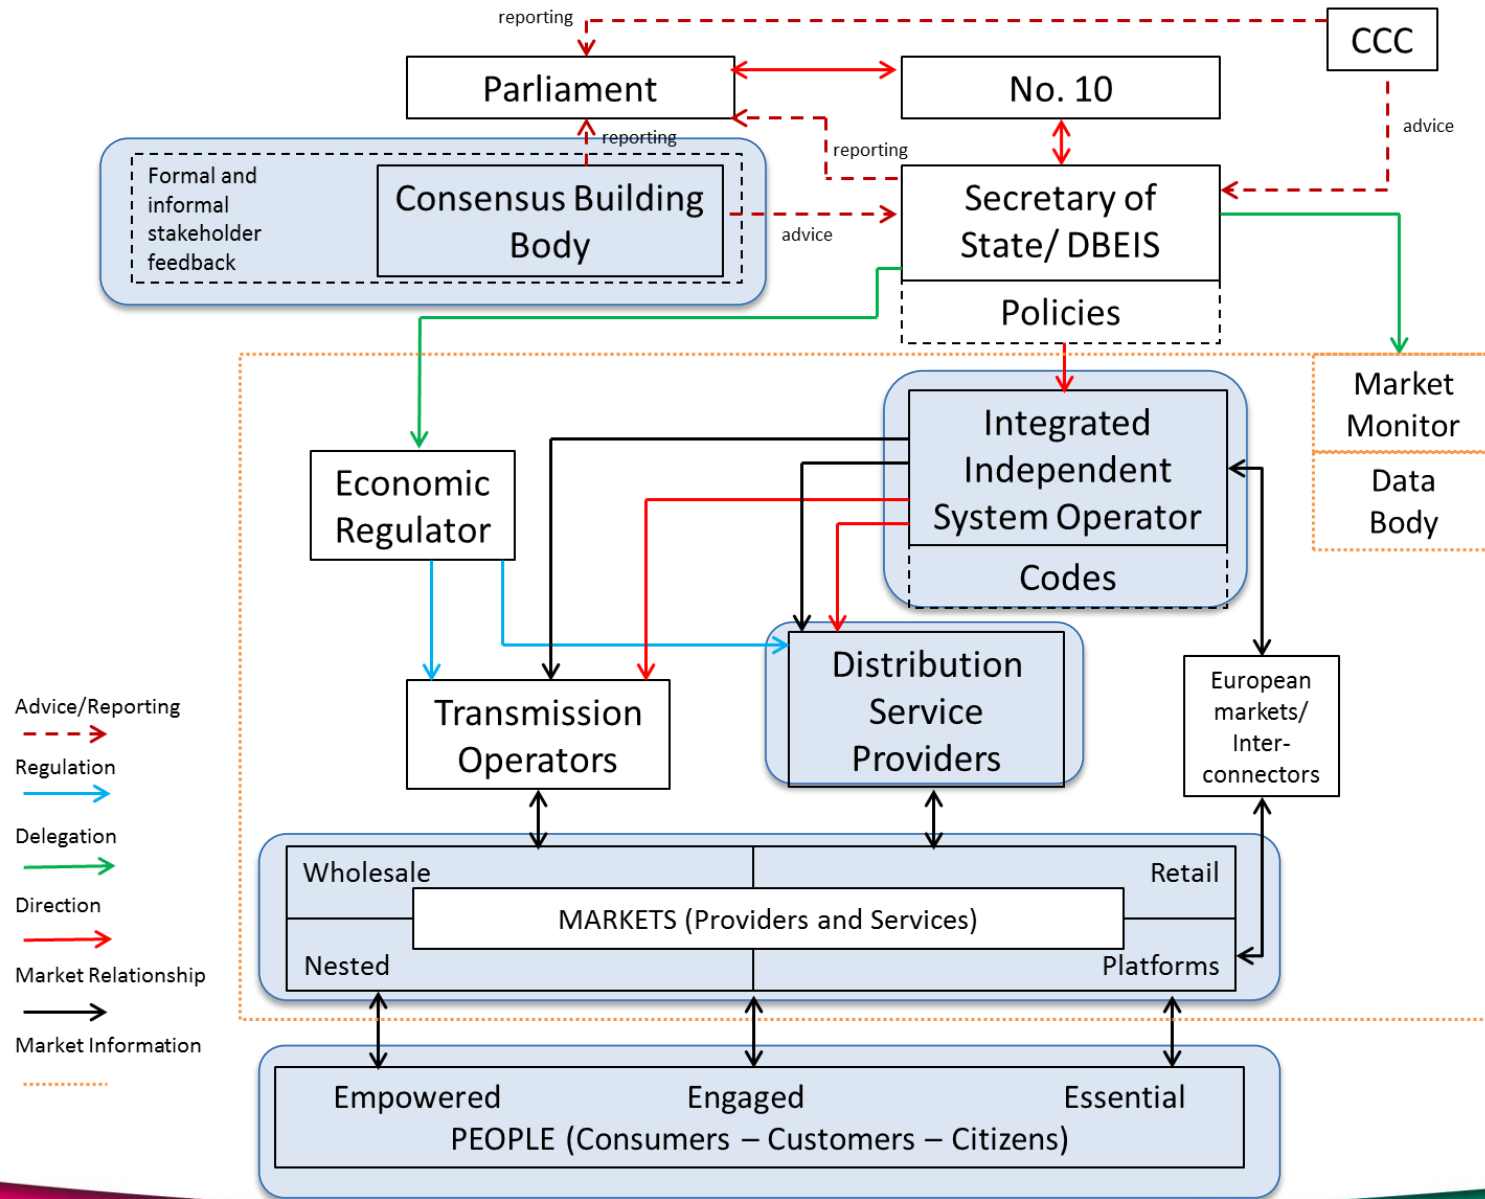 reporting
CCC
Parliament
No. 10
advice
reporting
reporting
Formal and
informal
stakeholder
feedback
Consensus Building
Body
advice
Secretary of
State/ DBEIS
Policies
Market
Monitor
Data
Body
Integrated
Independent
System Operator
Codes
Economic
Regulator
Distribution
Service
Providers
Transmission
Operators
European
markets/
Inter-
connectors
Advice/Reporting
Regulation
Delegation
Direction
Market Relationship
Market Information
Wholesale
Retail
MARKETS (Providers and Services)
Nested
Platforms
Empowered
Engaged
Essential
PEOPLE (Consumers – Customers – Citizens)